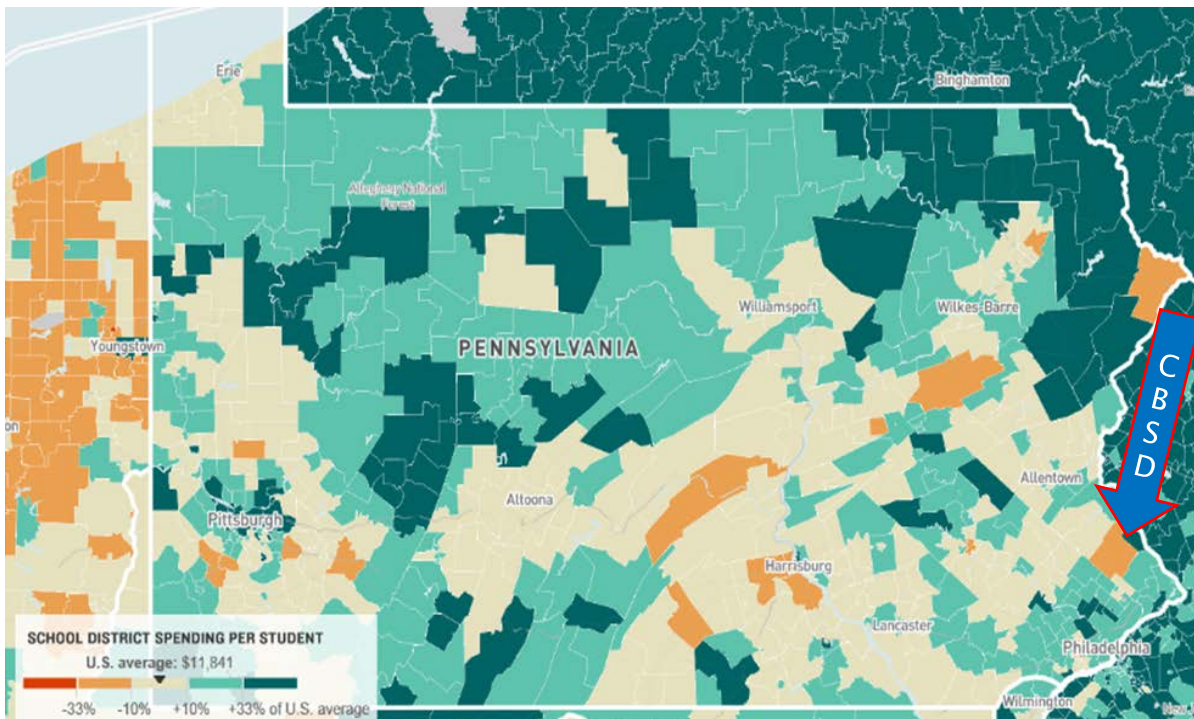 Erie
Binghamton
Allegheny National
Forest
Williamsport
Wilkes-Barre
PENNSYLVANIA
Youngstown
C
B
S
D
Allentown
Altoona
Pittsburgh
Harrisburg
Lancaster
Philadelphia
Wilmington
SCHOOL DISTRICT SPENDING PER STUDENT
U.S. average: $11,841
-33% -10% +10% +33% of U.S. average